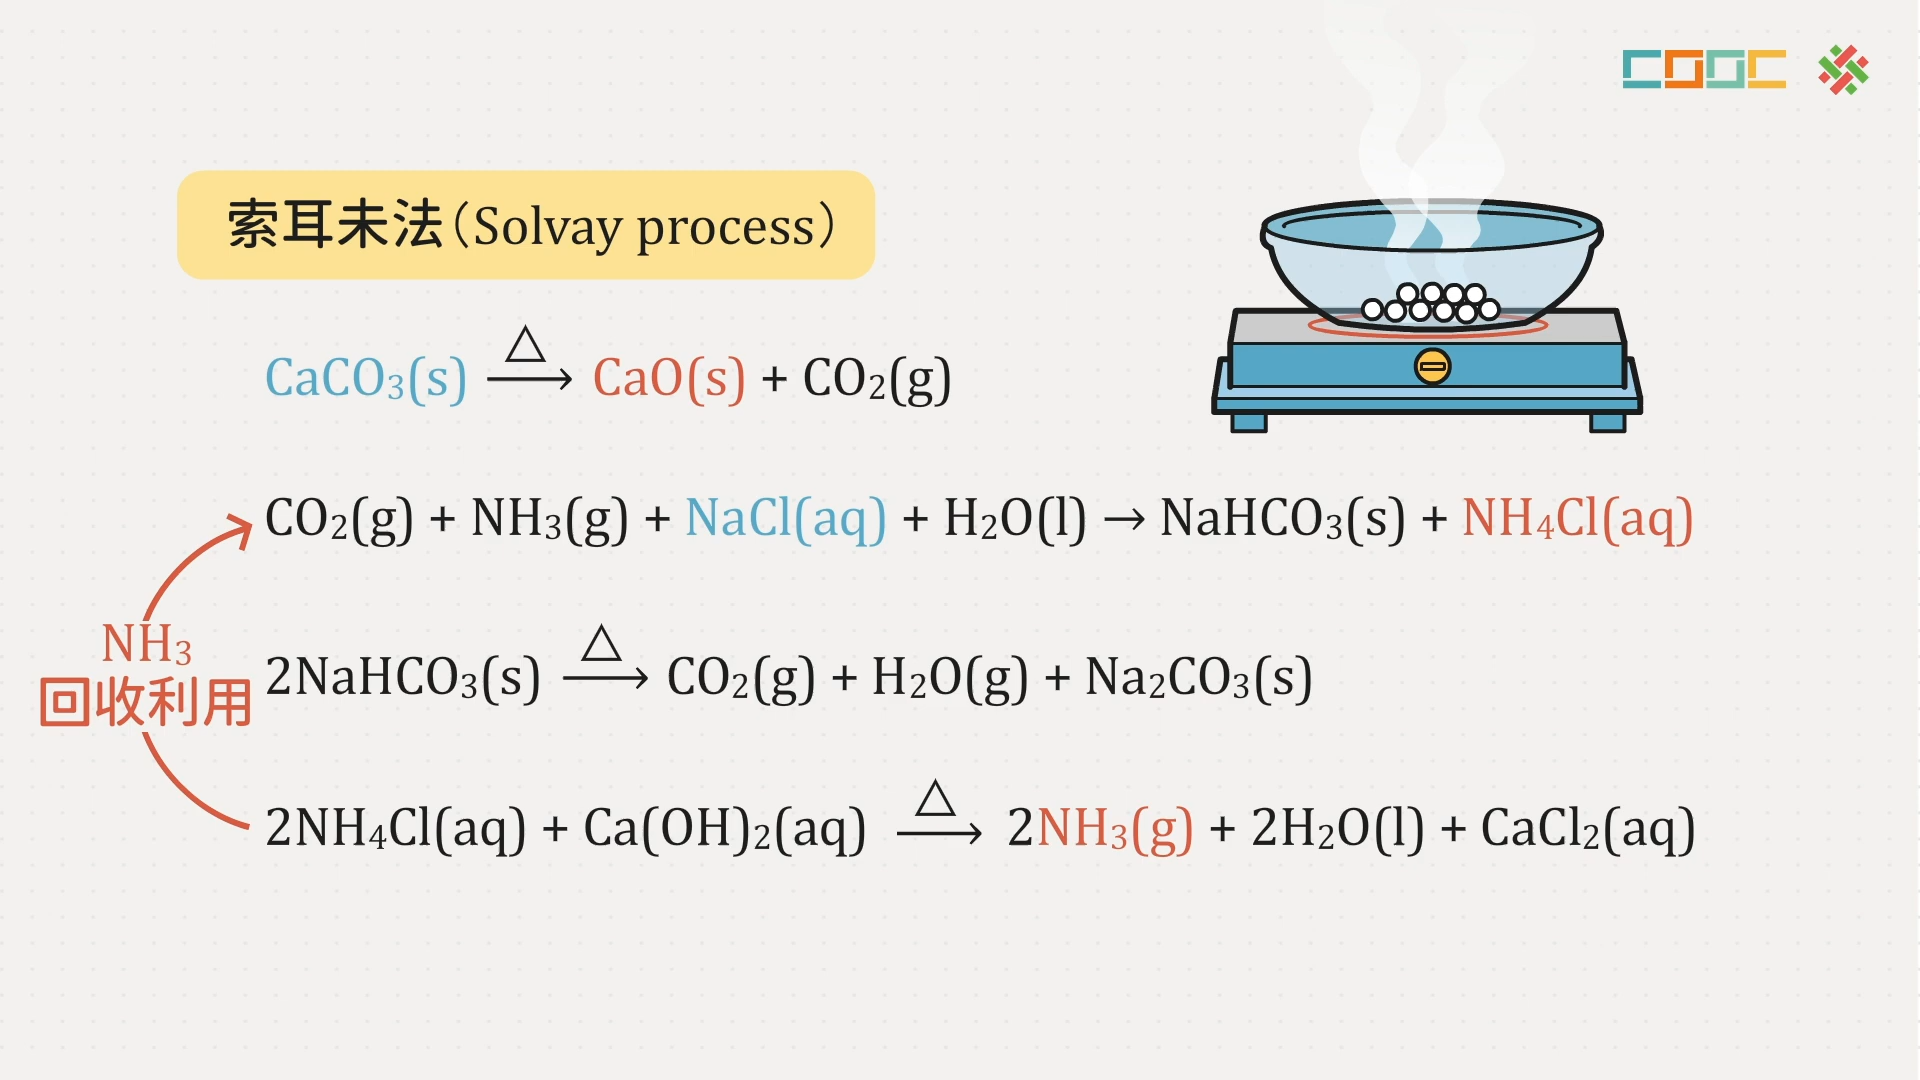 COOC
索耳未法(Solvay process)
CaCO₃(s) △⟶ CaO(s) + CO₂(g)
CO₂(g) + NH₃(g) + NaCl(aq) + H₂O(l) → NaHCO₃(s) + NH₄Cl(aq)
NH₃
回收利用
2NaHCO₃(s) △⟶ CO₂(g) + H₂O(g) + Na₂CO₃(s)
2NH₄Cl(aq) + Ca(OH)₂(aq) △⟶ 2NH₃(g) + 2H₂O(l) + CaCl₂(aq)